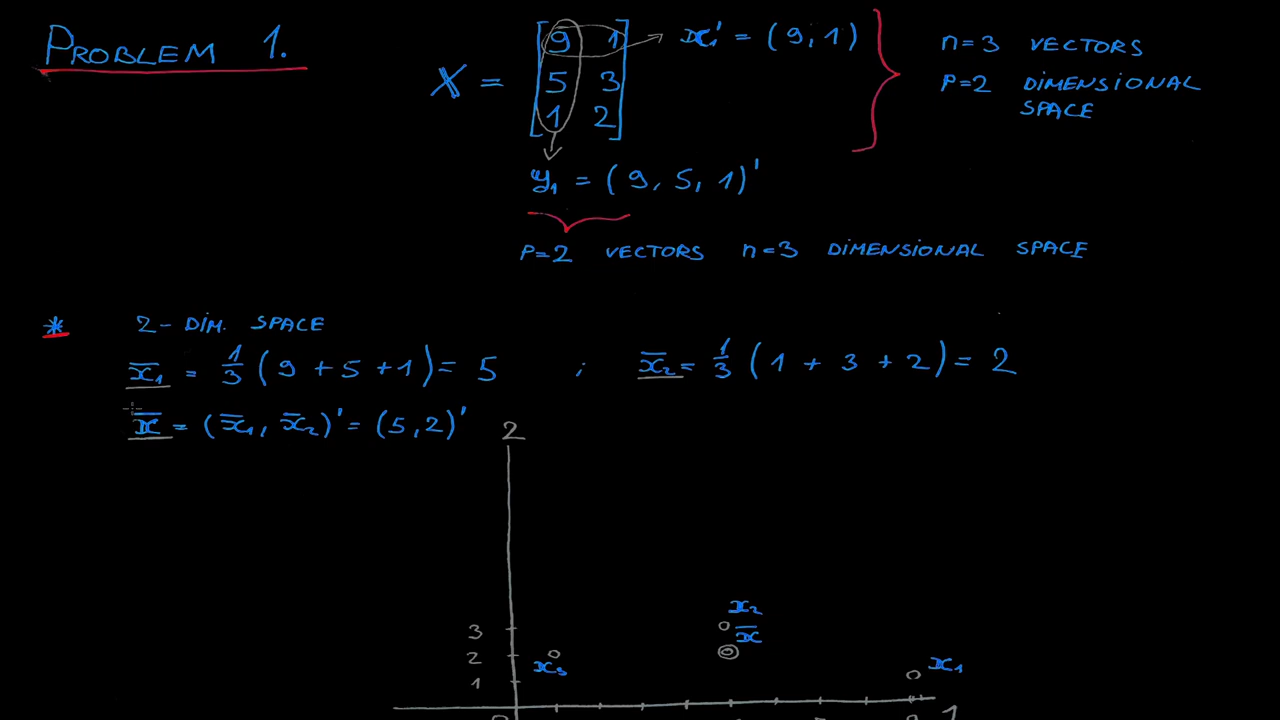 PROBLEM 1.
X = [9 1
5 3
1 2]
x₁' = (9, 1)
n=3 VECTORS
P=2 DIMENSIONAL
SPACE
y₁ = (9, 5, 1)'
P=2 VECTORS n=3 DIMENSIONAL SPACE
* 2-DIM. SPACE
x̄₁ = 1/3 (9 + 5 + 1) = 5 ; x̄₂ = 1/3 (1 + 3 + 2) = 2
x̄ = (x̄₁, x̄₂)' = (5, 2)'
2
x₂
3 x̄
2 x₃ x₁
1
1